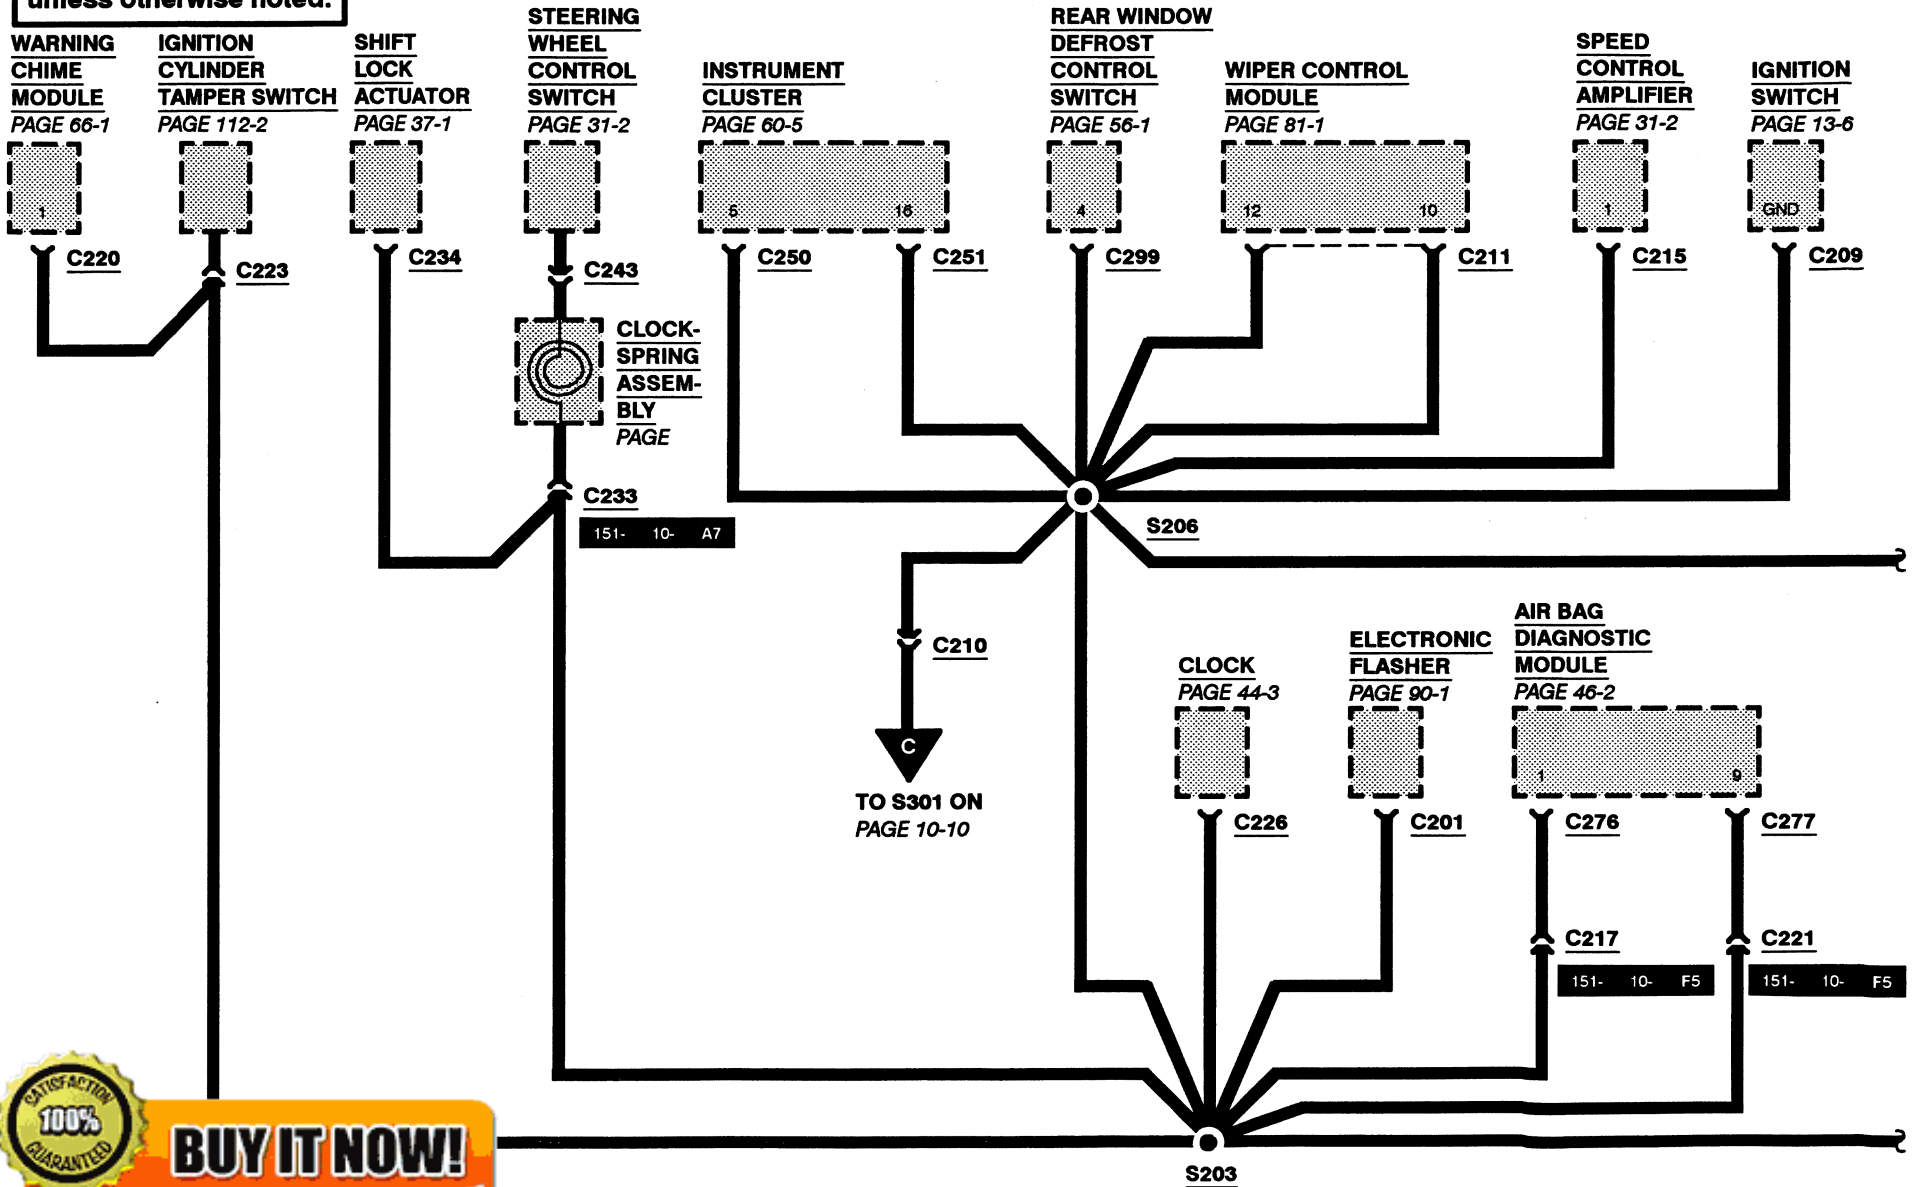 unless otherwise noted.
WARNING
CHIME
MODULE
PAGE 66-1
1
C220
IGNITION
CYLINDER
TAMPER SWITCH
PAGE 112-2
C223
SHIFT
LOCK
ACTUATOR
PAGE 37-1
C234
STEERING
WHEEL
CONTROL
SWITCH
PAGE 31-2
C243
CLOCK-
SPRING
ASSEM-
BLY
PAGE
C233
151- 10- A7
INSTRUMENT
CLUSTER
PAGE 60-5
5 16
C250
C251
REAR WINDOW
DEFROST
CONTROL
SWITCH
PAGE 56-1
4
C299
WIPER CONTROL
MODULE
PAGE 81-1
12 10
C211
SPEED
CONTROL
AMPLIFIER
PAGE 31-2
1
C215
IGNITION
SWITCH
PAGE 13-6
GND
C209
S206
C210
C
TO S301 ON
PAGE 10-10
CLOCK
PAGE 44-3
C226
ELECTRONIC
FLASHER
PAGE 90-1
C201
AIR BAG
DIAGNOSTIC
MODULE
PAGE 46-2
1 9
C276
C277
C217
151- 10- F5
C221
151- 10- F5
S203
SATISFACTION
100%
GUARANTEED
BUY IT NOW!